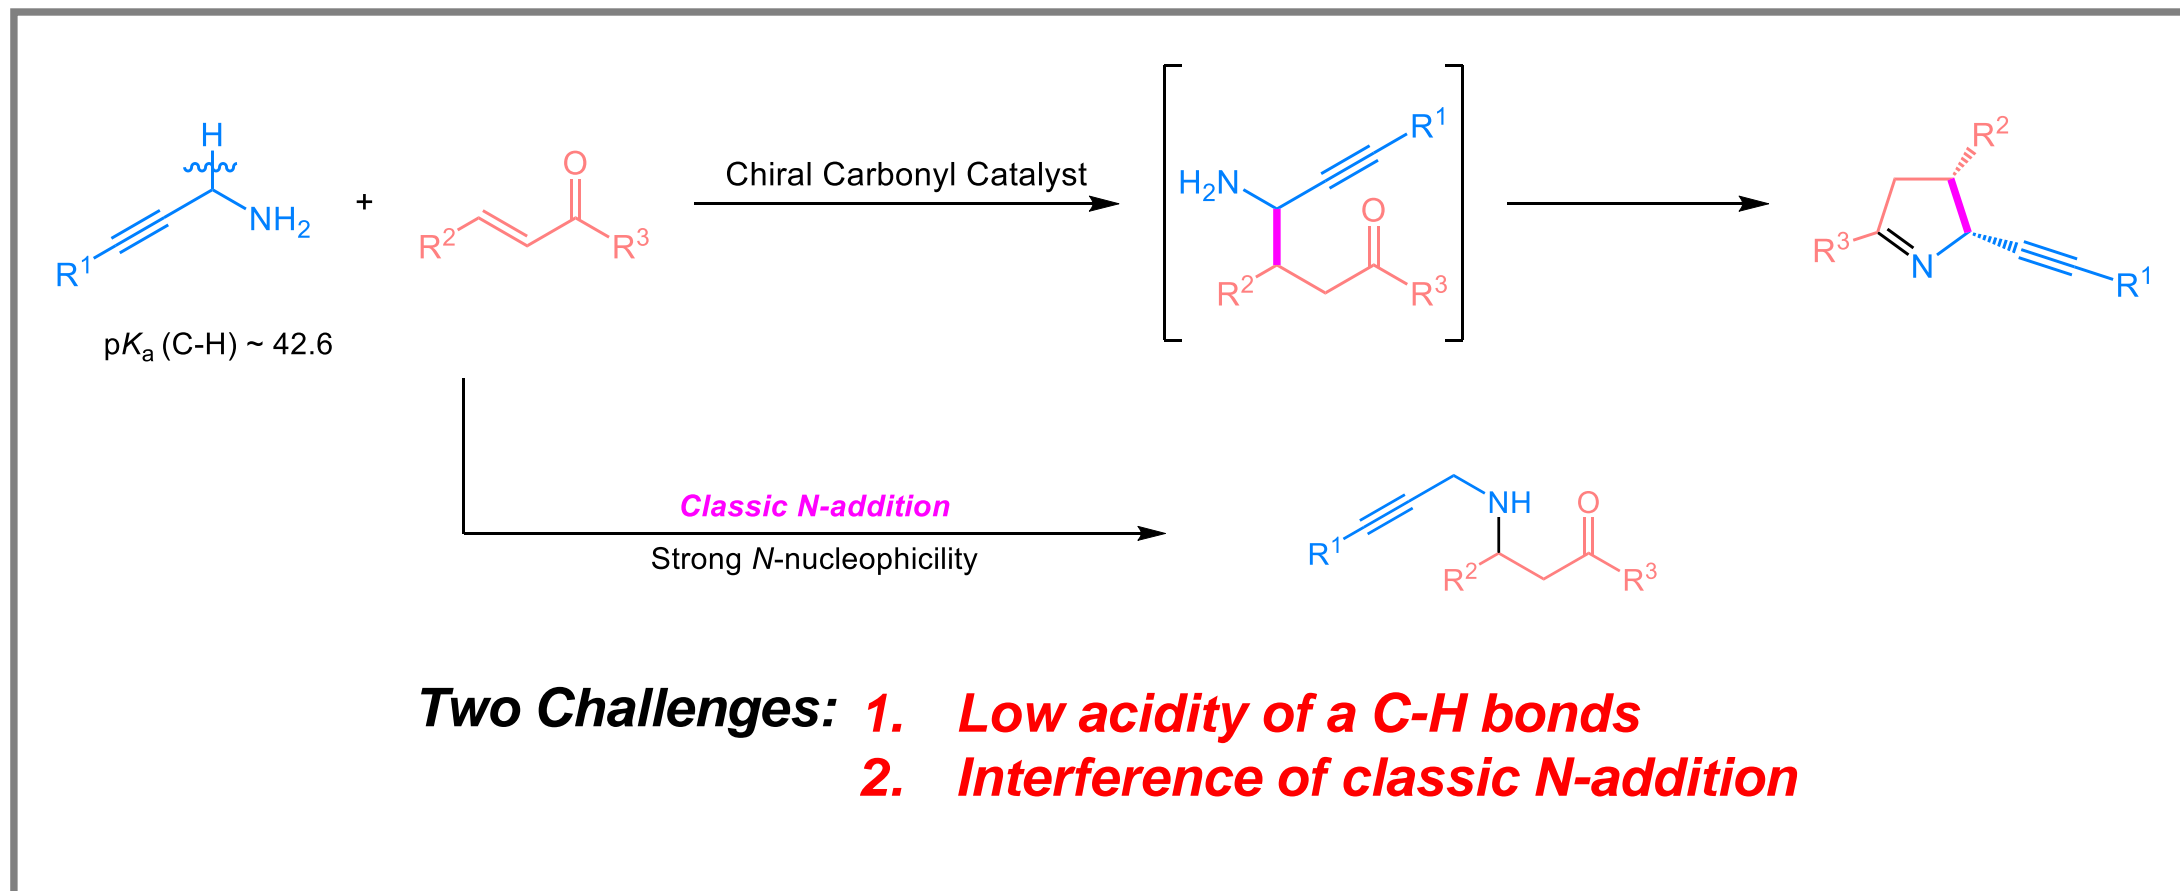 H
NH₂
R¹
pKa (C-H) ~ 42.6
+
O
R²
R³
Chiral Carbonyl Catalyst
R¹
H₂N
O
R²
R³
R²
R³
N
R¹
Classic N-addition
Strong N-nucleophicility
NH
O
R¹
R²
R³
Two Challenges:
1. Low acidity of a C-H bonds
2. Interference of classic N-addition